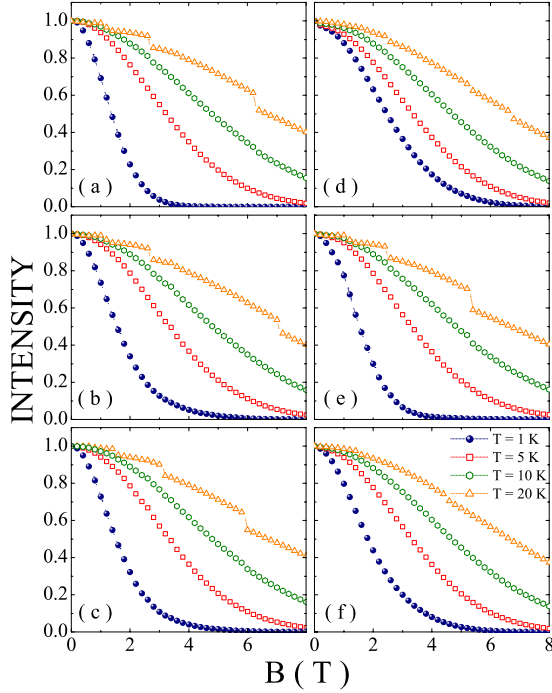 1.0
0.8
0.6
0.4
0.2
0.0
( a )
( d )
1.0
0.8
0.6
0.4
0.2
0.0
( b )
( e )
1.0
0.8
0.6
0.4
0.2
0.0
( c )
( f )
T = 1 K
T = 5 K
T = 10 K
T = 20 K
0 2 4 6 0 2 4 6 8
INTENSITY
B ( T )